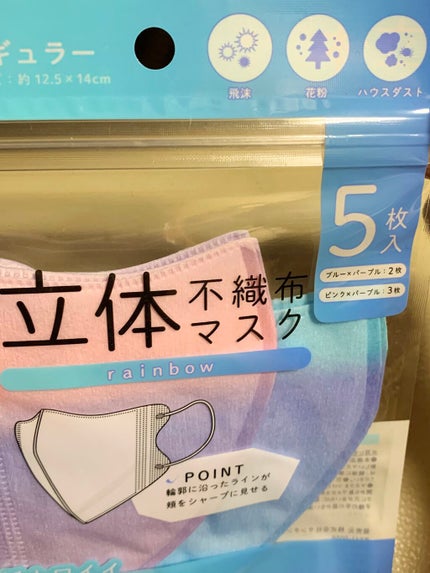 ギュラー
：約 12.5×14cm
飛沫
花粉
ハウスダスト
5枚入
ブルー×パープル：2枚
ピンク×パープル：3枚
立体 不織布マスク
rainbow
POINT
輪郭に沿ったラインが
頬をシャープに見せる